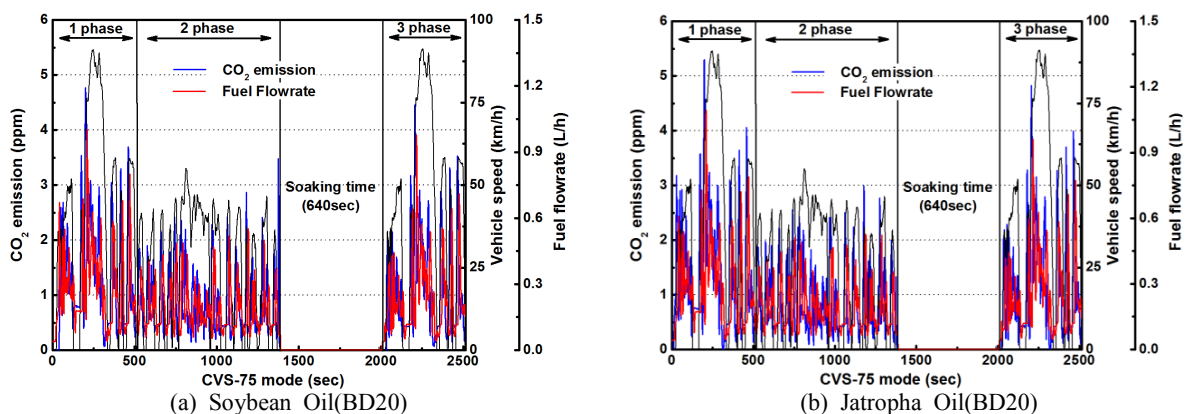 (a)
6
5
4
3
2
1
0
CO2 emission (ppm)
1 phase
2 phase
3 phase
CO2 emission
Fuel Flowrate
Soaking time
(640sec)
100
75
50
25
0
Vehicle speed (km/h)
1.5
1.2
0.9
0.6
0.3
0.0
Fuel flowrate (L/h)
0 500 1000 1500 2000 2500
CVS-75 mode (sec)
(a) Soybean Oil(BD20)
(b)
6
5
4
3
2
1
0
CO2 emission (ppm)
1 phase
2 phase
3 phase
CO2 emission
Fuel Flowrate
Soaking time
(640sec)
100
75
50
25
0
Vehicle speed (km/h)
1.5
1.2
0.9
0.6
0.3
0.0
Fuel flowrate (L/h)
0 500 1000 1500 2000 2500
CVS-75 mode (sec)
(b) Jatropha Oil(BD20)